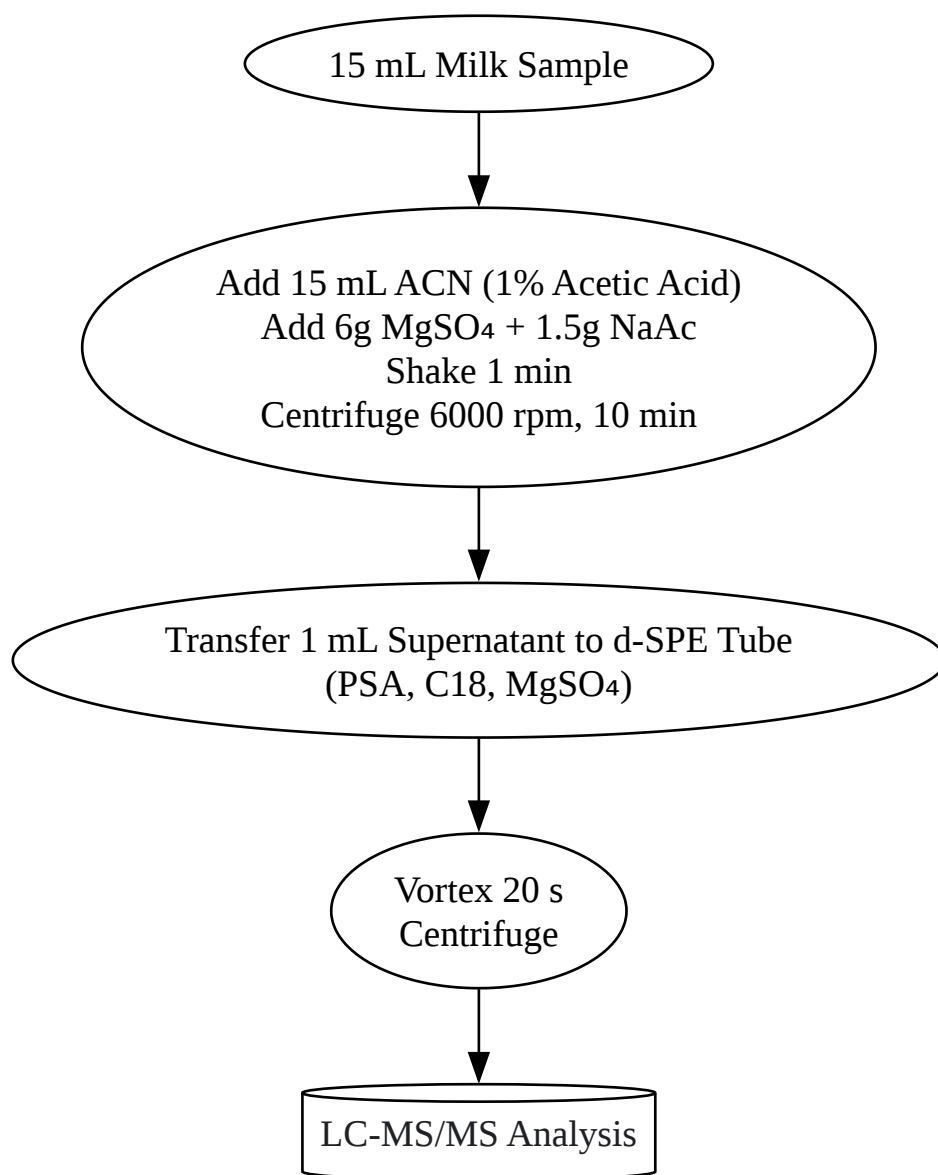 15 mL Milk Sample
Add 15 mL ACN (1% Acetic Acid)
Add 6g MgSO₄ + 1.5g NaAc
Shake 1 min
Centrifuge 6000 rpm, 10 min
Transfer 1 mL Supernatant to d-SPE Tube
(PSA, C18, MgSO₄)
Vortex 20 s
Centrifuge
LC-MS/MS Analysis